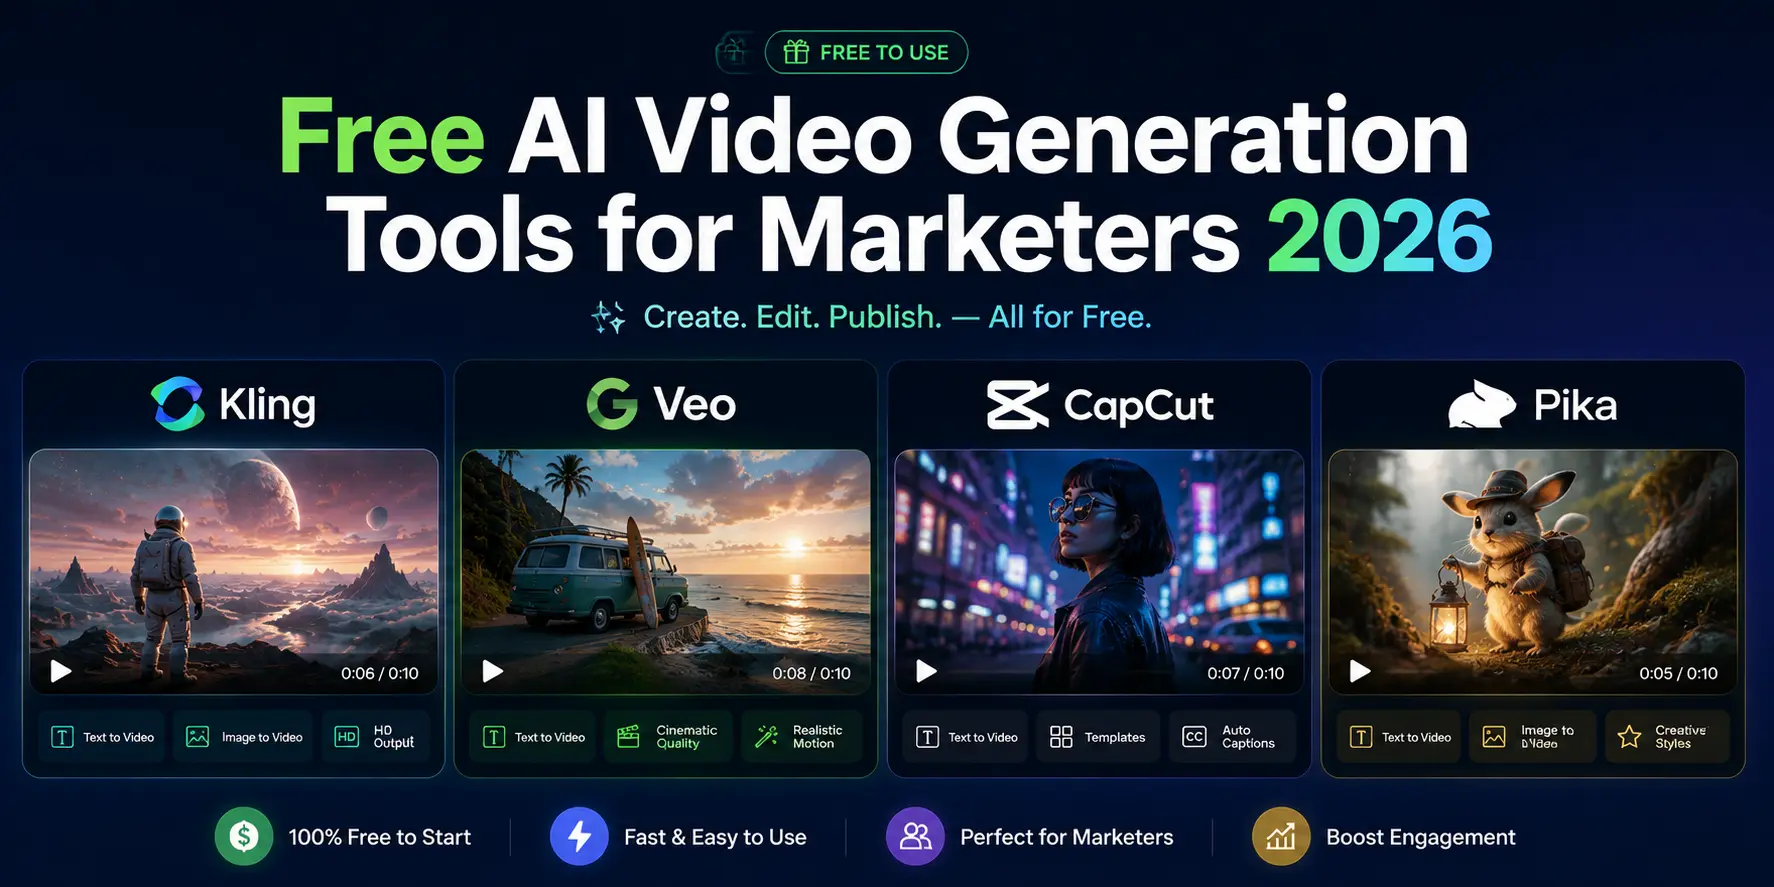 FREE TO USE
Free AI Video Generation
Tools for Marketers 2026
Create. Edit. Publish. — All for Free.
Kling
Veo
CapCut
Pika
0:06 / 0:10
0:08 / 0:10
0:07 / 0:10
0:05 / 0:10
Text to Video
Image to Video
HD
HD
Output
Text to Video
Cinematic
Quality
Realistic
Motion
Text to Video
Templates
CC
Auto
Captions
Text to Video
Image to
Creative
Styles
100% Free to Start
Fast & Easy to Use
Perfect for Marketers
Boost Engagement